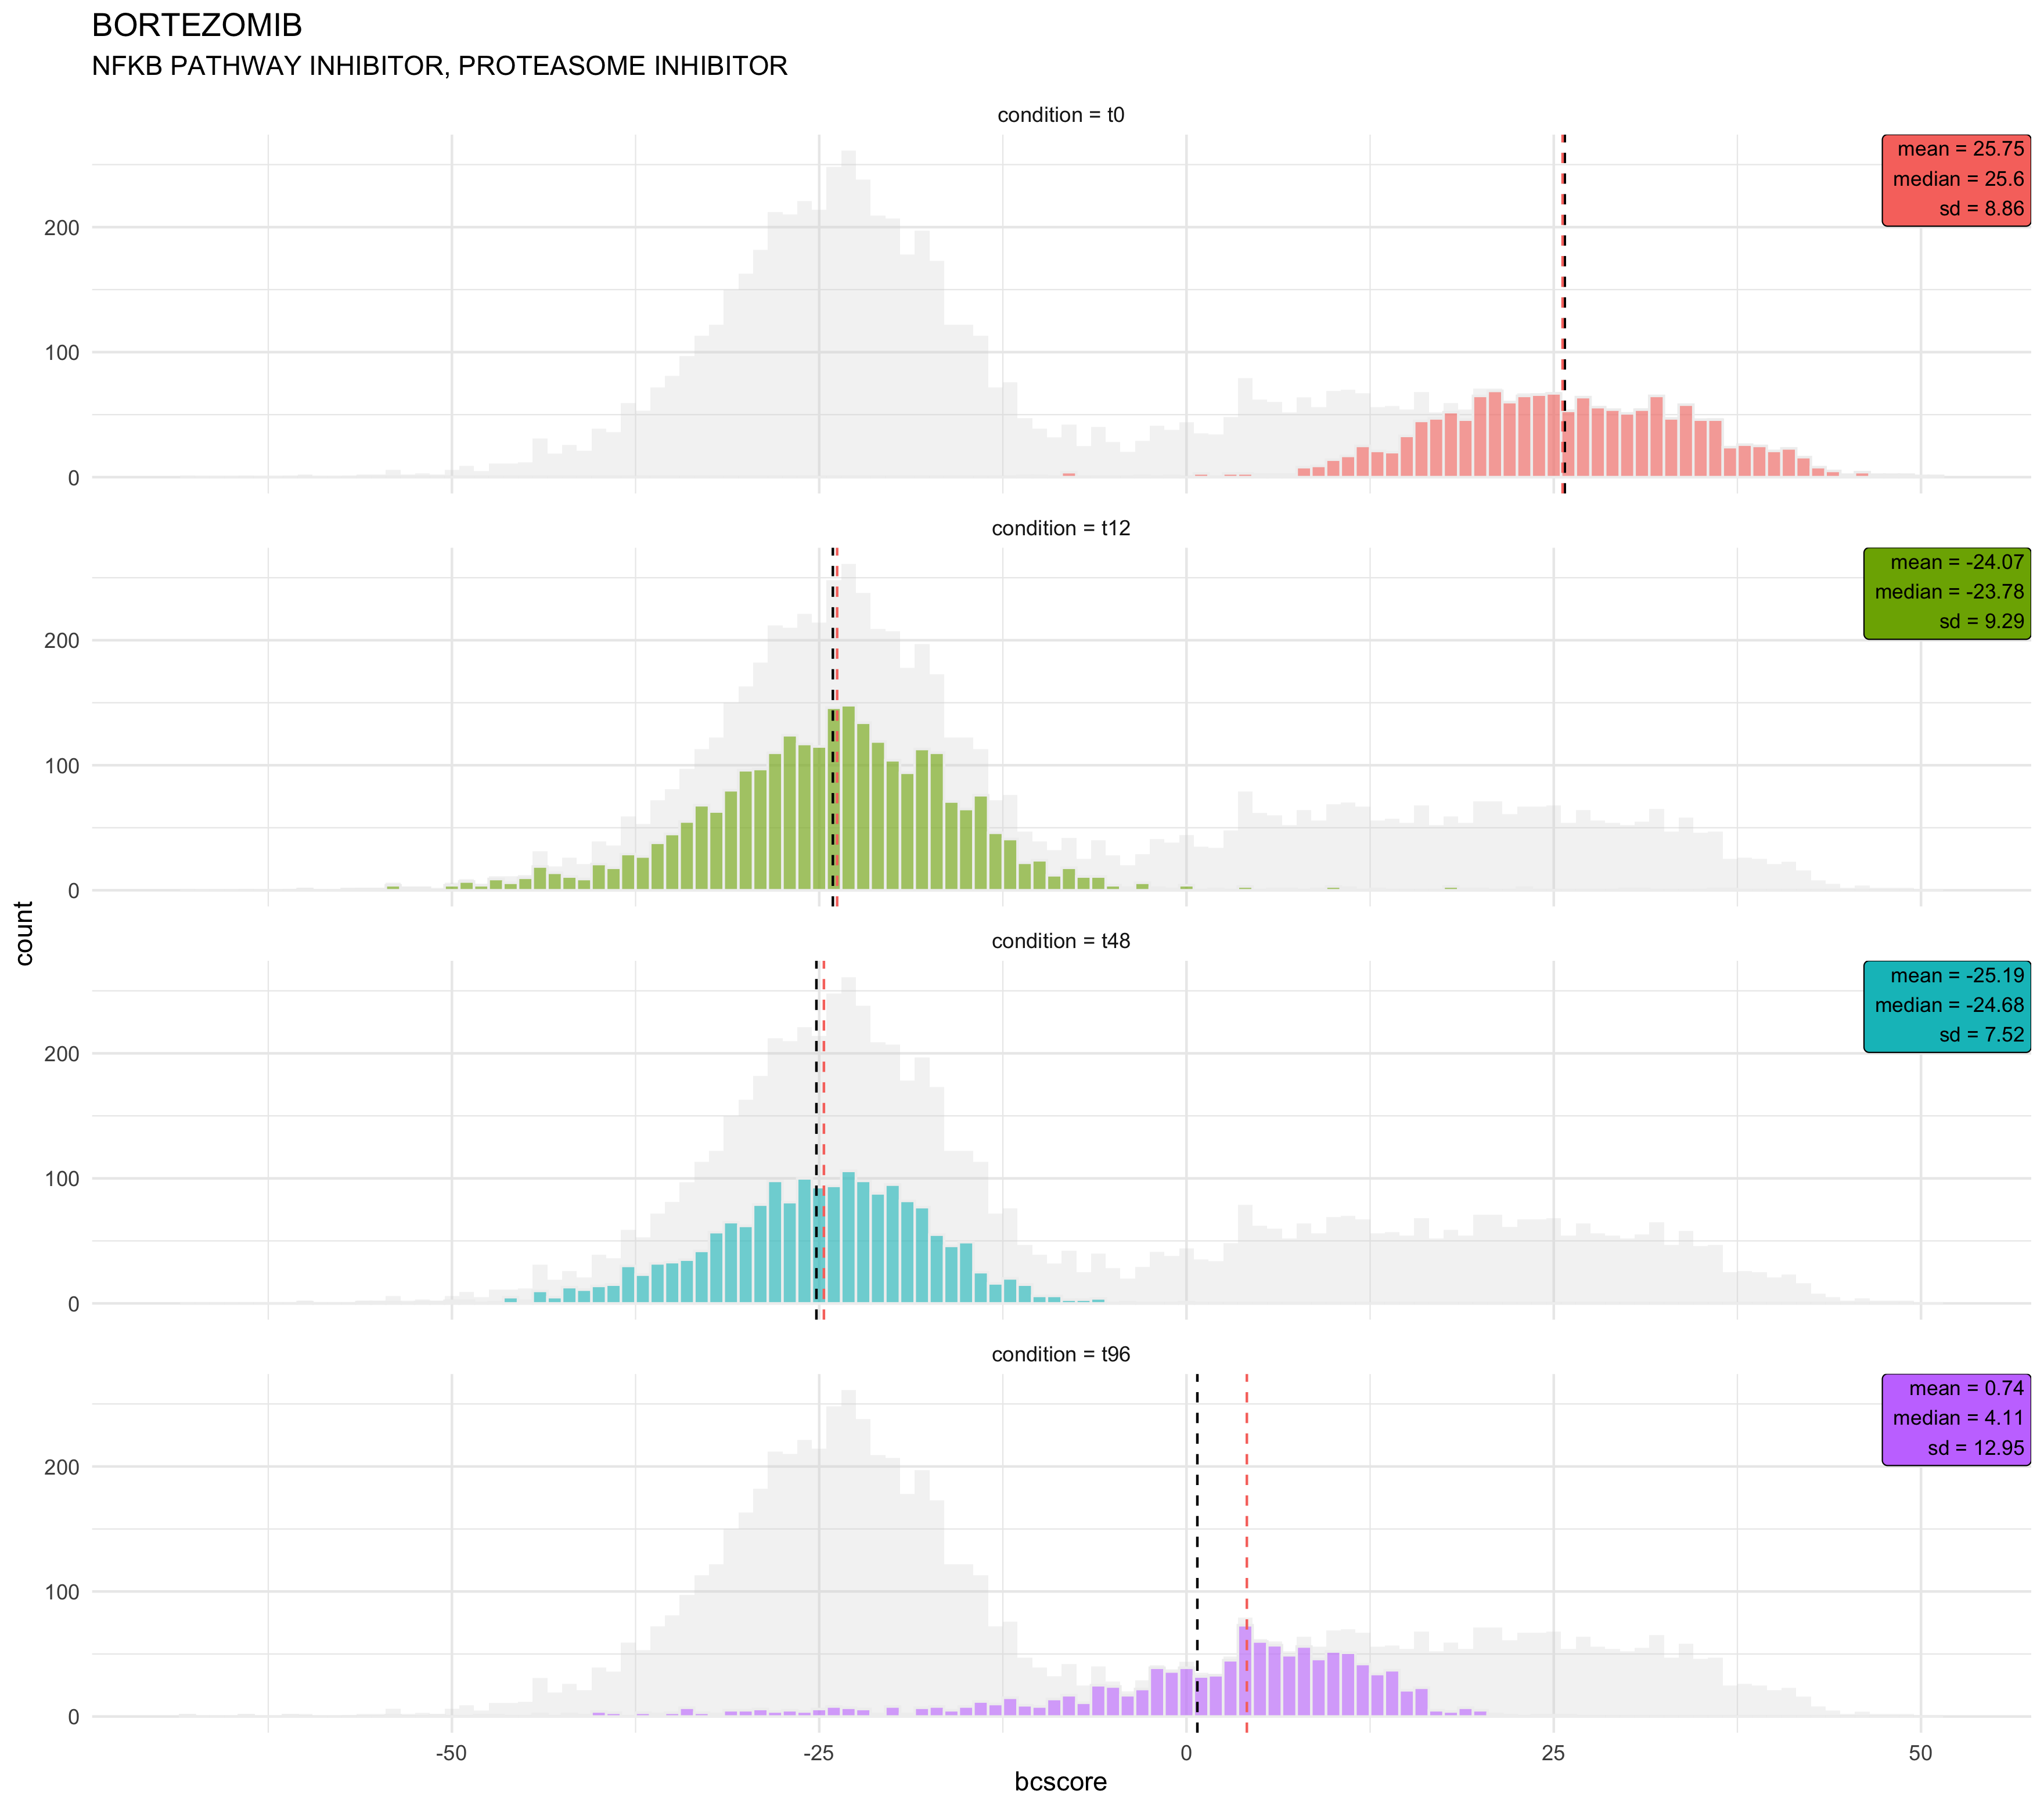 BORTEZOMIB
NFKB PATHWAY INHIBITOR, PROTEASOME INHIBITOR
condition = t0
mean = 25.75
median = 25.6
sd = 8.86
200
100
0
condition = t12
mean = -24.07
median = -23.78
sd = 9.29
200
100
0
count
condition = t48
mean = -25.19
median = -24.68
sd = 7.52
200
100
0
condition = t96
mean = 0.74
median = 4.11
sd = 12.95
200
100
0
-50 -25 0 25 50
bcscore